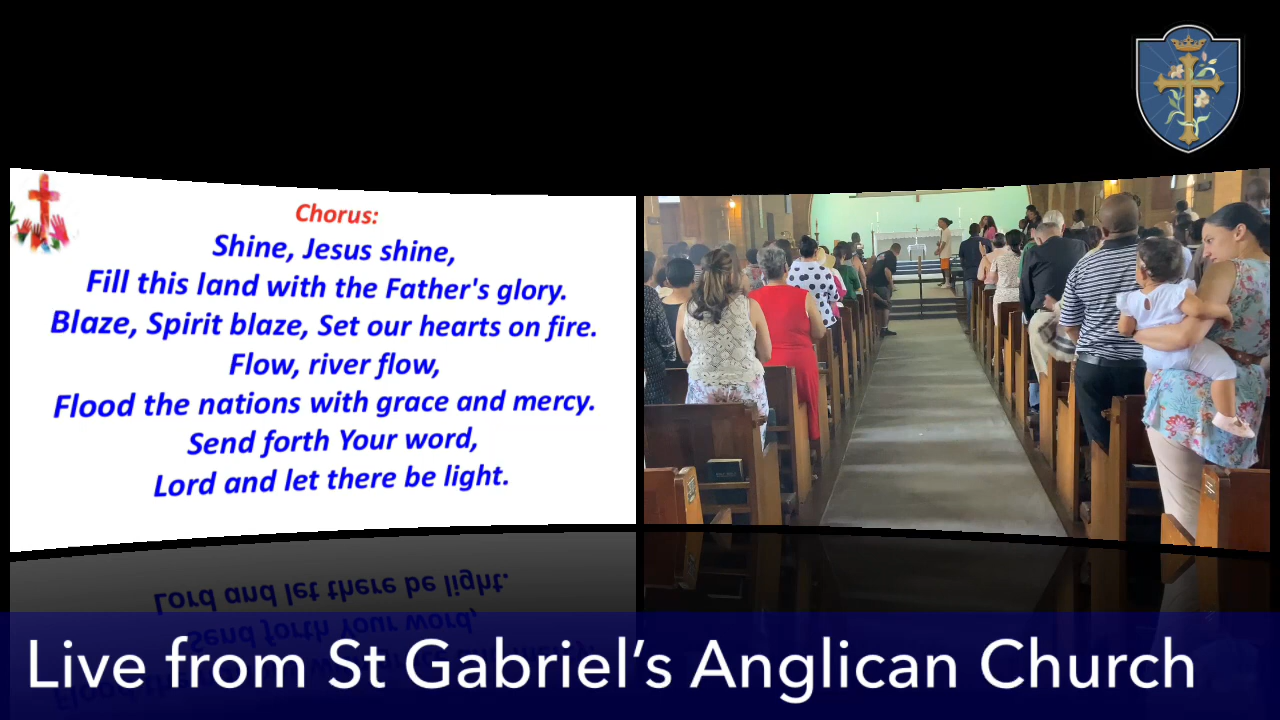 Chorus:
Shine, Jesus shine,
Fill this land with the Father's glory.
Blaze, Spirit blaze, Set our hearts on fire.
Flow, river flow,
Flood the nations with grace and mercy.
Send forth Your word,
Lord and let there be light.
Live from St Gabriel’s Anglican Church